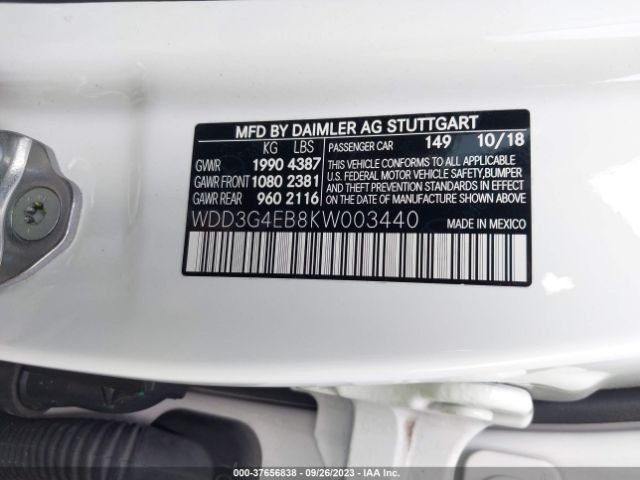 MFD BY DAIMLER AG STUTTGART
KG LBS
PASSENGER CAR 149 10/18
GVWR 1990 4387
GAWR FRONT 1080 2381
GAWR REAR 960 2116
THIS VEHICLE CONFORMS TO ALL APPLICABLE
U.S. FEDERAL MOTOR VEHICLE SAFETY,BUMPER
AND THEFT PREVENTION STANDARDS IN EFFECT
ON THE DATE OF MANUFACTURE SHOWN ABOVE
WDD3G4EB8KW003440
MADE IN MEXICO
000-37656838 - 09/26/2023 - IAA Inc.